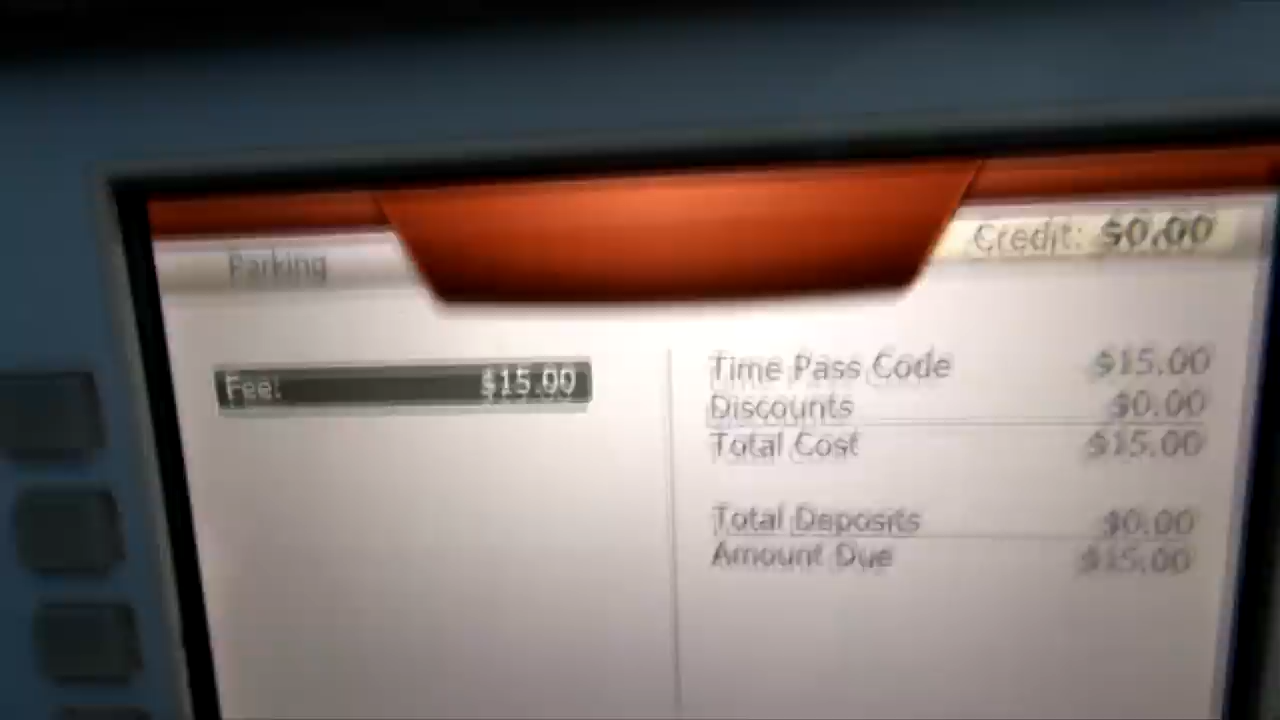 Parking
Credit: $0.00
Fee: $15.00
Time Pass Code $15.00
Discounts $0.00
Total Cost $15.00
Total Deposits $0.00
Amount Due $15.00